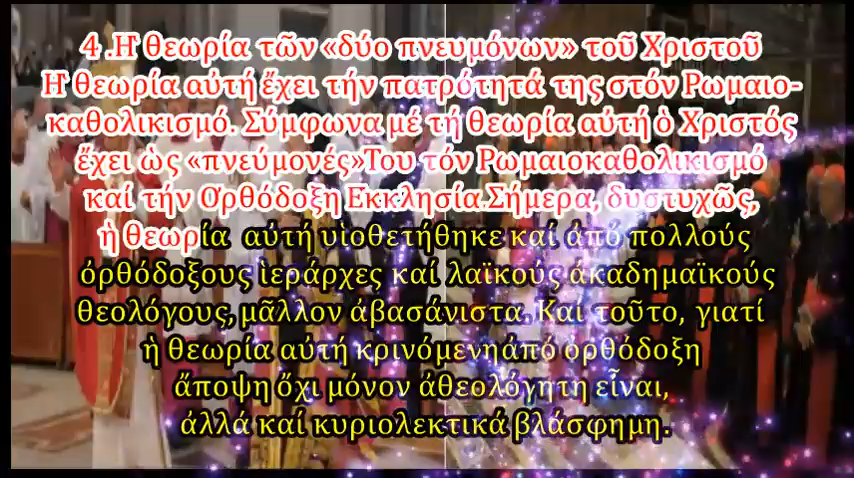 4 .Ἡ θεωρία τῶν «δύο πνευμόνων» τοῦ Χριστοῦ
Ἡ θεωρία αὐτή ἔχει τήν πατρότητά της στόν Ρωμαιο-
καθολικισμό. Σύμφωνα μέ τή θεωρία αὐτή ὁ Χριστός
ἔχει ὡς «πνεύμονές»Του τόν Ρωμαιοκαθολικισμό
καί τήν Ὀρθόδοξη Εκκλησία.Σήμερα, δυστυχῶς,
ἡ θεωρία αὐτή υἱοθετήθηκε καί ἀπό πολλούς
ὀρθόδοξους ἱεράρχες καί λαϊκούς ἀκαδημαϊκούς
θεολόγους, μᾶλλον ἀβασάνιστα. Καί τοῦτο, γιατί
ἡ θεωρία αὐτή κρινόμενη ἀπό ὀρθόδοξη
ἄποψη ὄχι μόνον ἀθεολόγητη εἶναι,
ἀλλά καί κυριολεκτικά βλάσφημη.